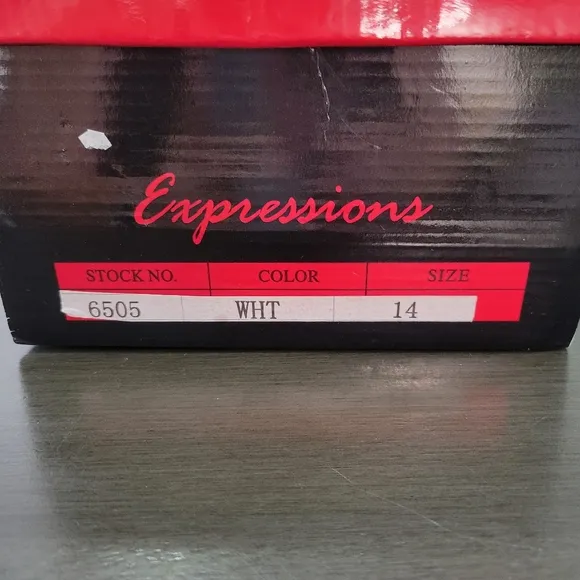 Expressions
STOCK NO. COLOR SIZE
6505 WHT 14